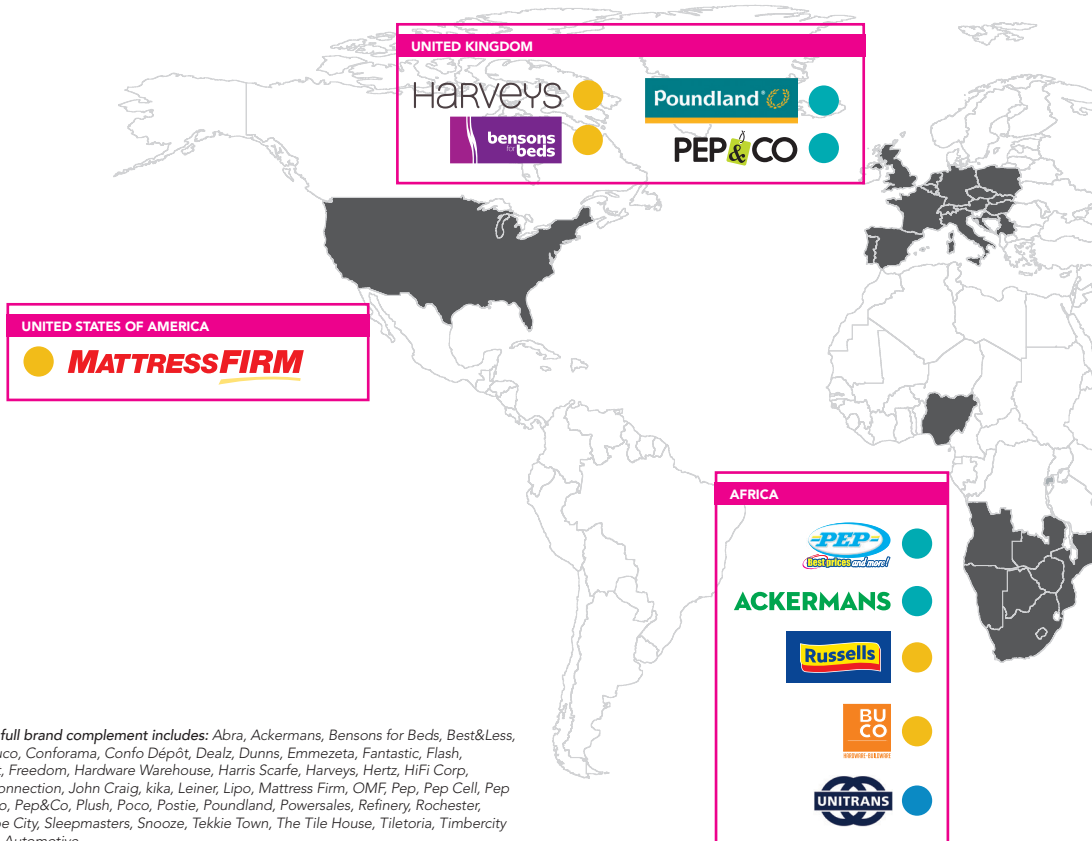 UNITED KINGDOM
HARVEYS
Poundland®
bensons
for beds
PEP&CO
UNITED STATES OF AMERICA
MATTRESSFIRM
AFRICA
PEP
Best prices and more!
ACKERMANS
Russells
BU
CO
HARDWARE·HARDEWARE
UNITRANS
full brand complement includes: Abra, Ackermans, Bensons for Beds, Best&Less,
uco, Conforama, Confo Dépôt, Dealz, Dunns, Emmezeta, Fantastic, Flash,
, Freedom, Hardware Warehouse, Harris Scarfe, Harveys, Hertz, HiFi Corp,
onnection, John Craig, kika, Leiner, Lipo, Mattress Firm, OMF, Pep, Pep Cell, Pep
o, Pep&Co, Plush, Poco, Postie, Poundland, Powersales, Refinery, Rochester,
e City, Sleepmasters, Snooze, Tekkie Town, The Tile House, Tiletoria, Timbercity
Automotive